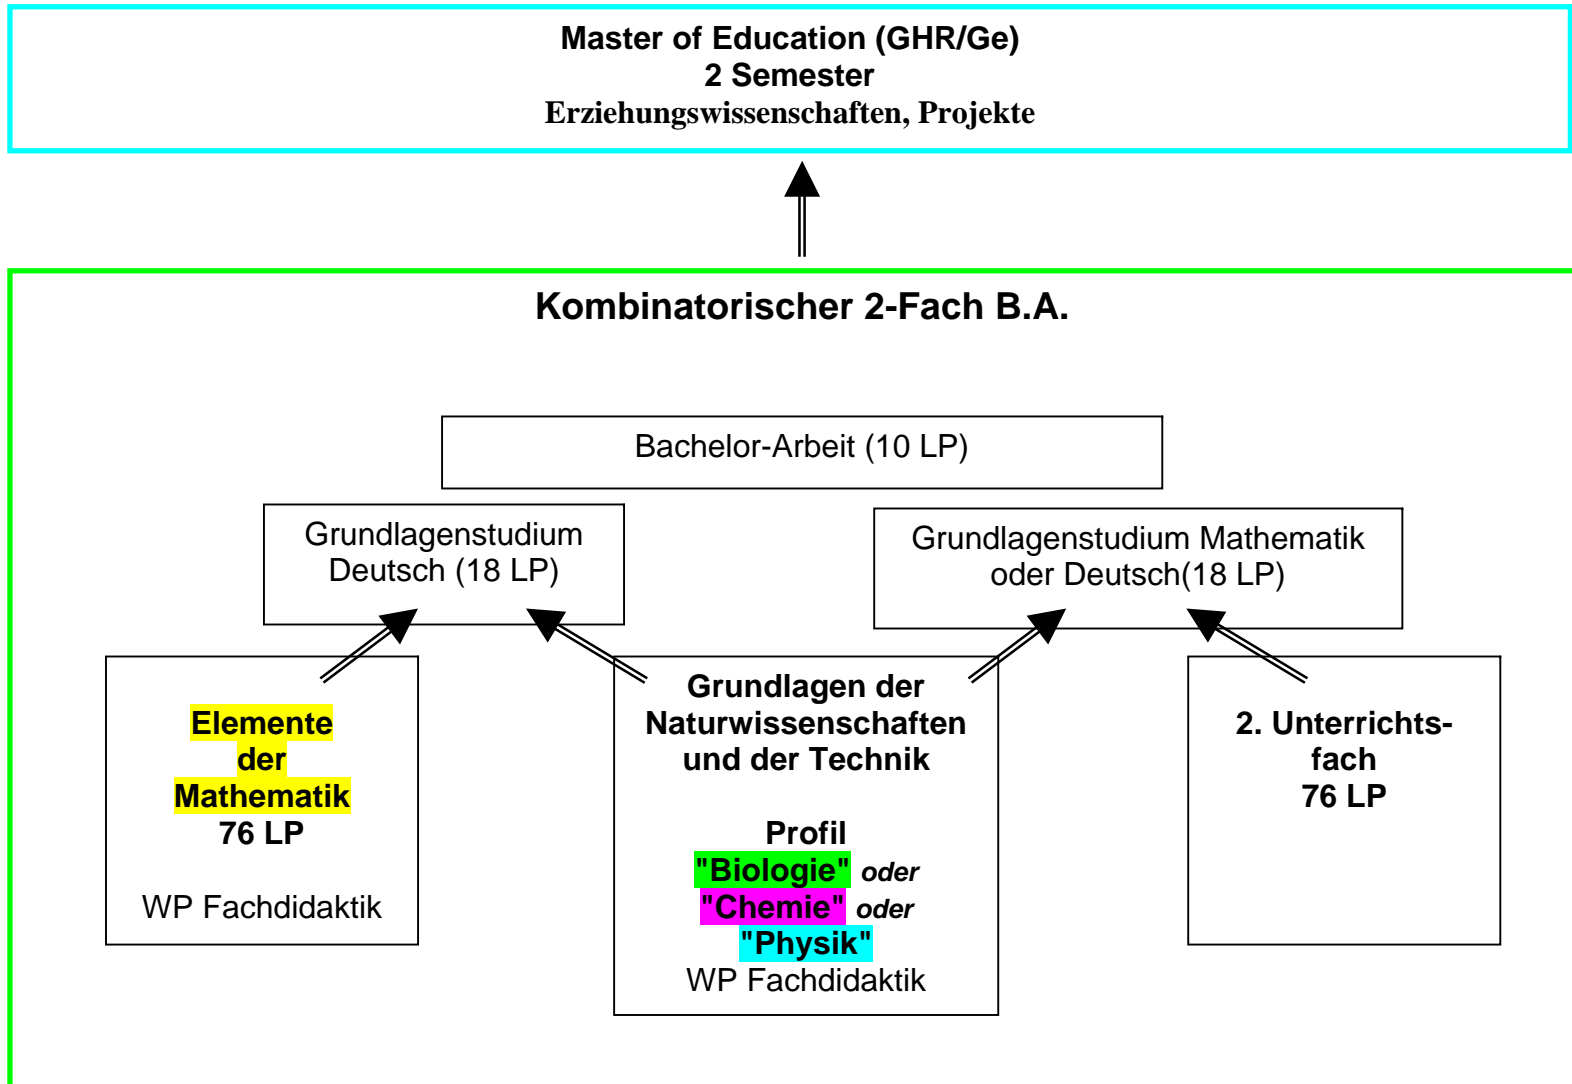 Master of Education (GHR/Ge)
2 Semester
Erziehungswissenschaften, Projekte
Kombinatorischer 2-Fach B.A.
Bachelor-Arbeit (10 LP)
Grundlagenstudium
Deutsch (18 LP)
Grundlagenstudium Mathematik
oder Deutsch(18 LP)
Elemente
der
Mathematik
76 LP
WP Fachdidaktik
Grundlagen der
Naturwissenschaften
und der Technik
Profil
"Biologie" oder
"Chemie" oder
"Physik"
WP Fachdidaktik
2. Unterrichts-
fach
76 LP